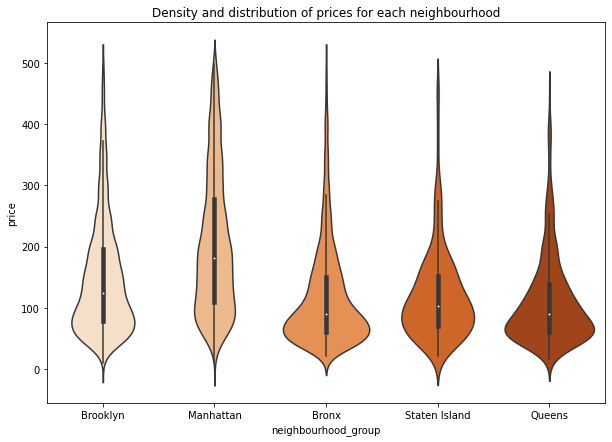 Density and distribution of prices for each neighbourhood
price
500
400
300
200
100
0
Brooklyn Manhattan Bronx Staten Island Queens
neighbourhood_group